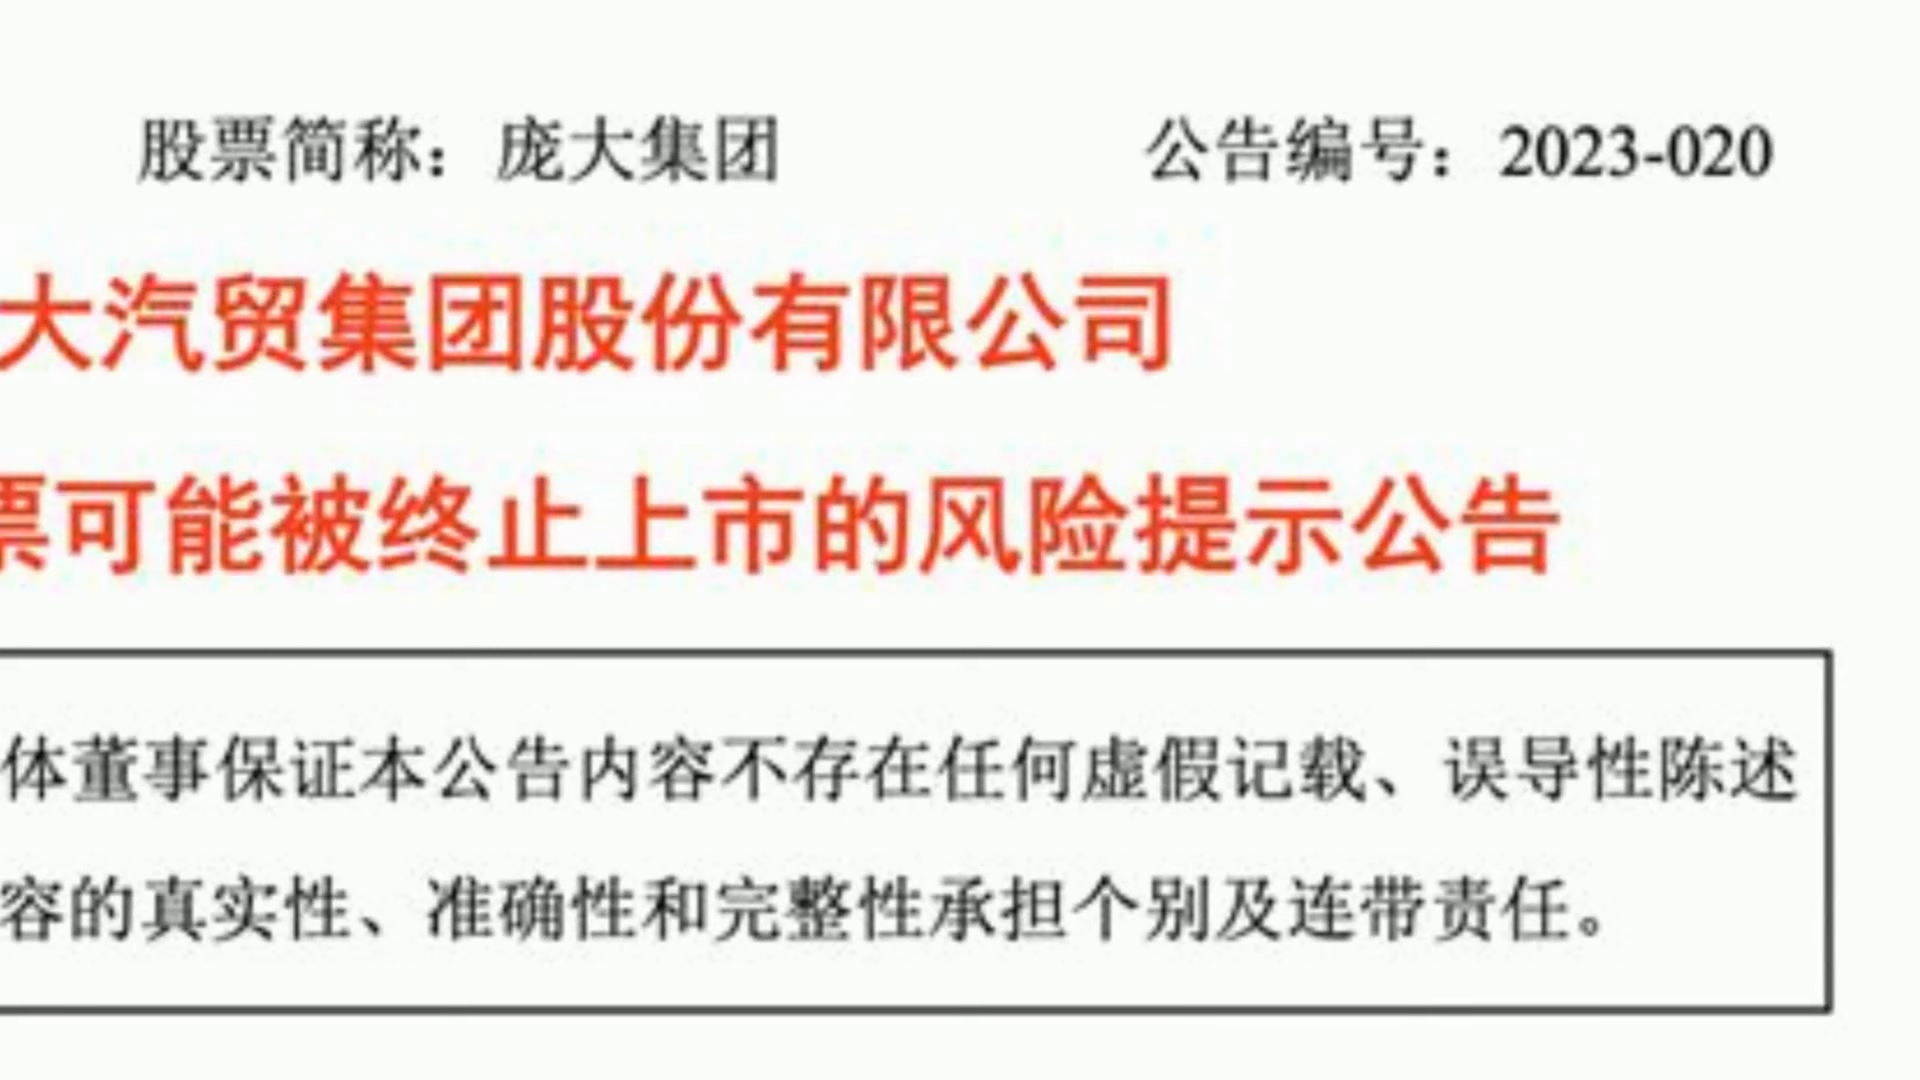 股票简称：庞大集团 公告编号：2023-020
大汽贸集团股份有限公司
票可能被终止上市的风险提示公告
体董事保证本公告内容不存在任何虚假记载、误导性陈述
容的真实性、准确性和完整性承担个别及连带责任。